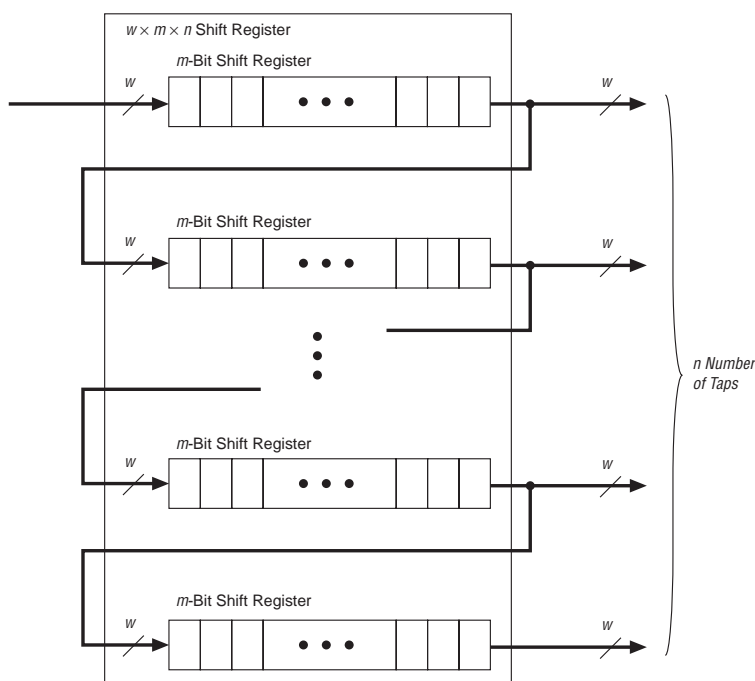 w × m × n Shift Register
m-Bit Shift Register
w
w
m-Bit Shift Register
w
w
n Number
of Taps
m-Bit Shift Register
w
w
m-Bit Shift Register
w
w